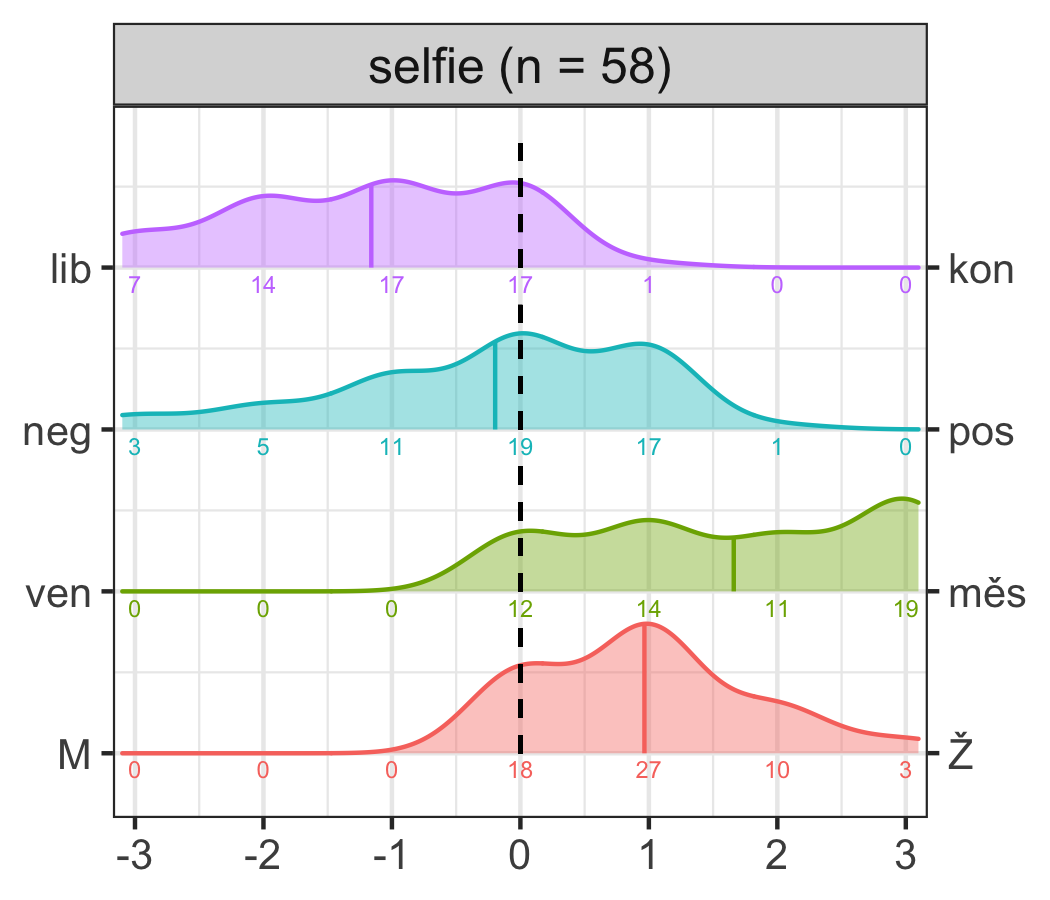 selfie (n = 58)
lib kon
7 14 17 17 1 0 0
neg pos
3 5 11 19 17 1 0
ven měs
0 0 0 12 14 11 19
M Ž
0 0 0 18 27 10 3
-3 -2 -1 0 1 2 3